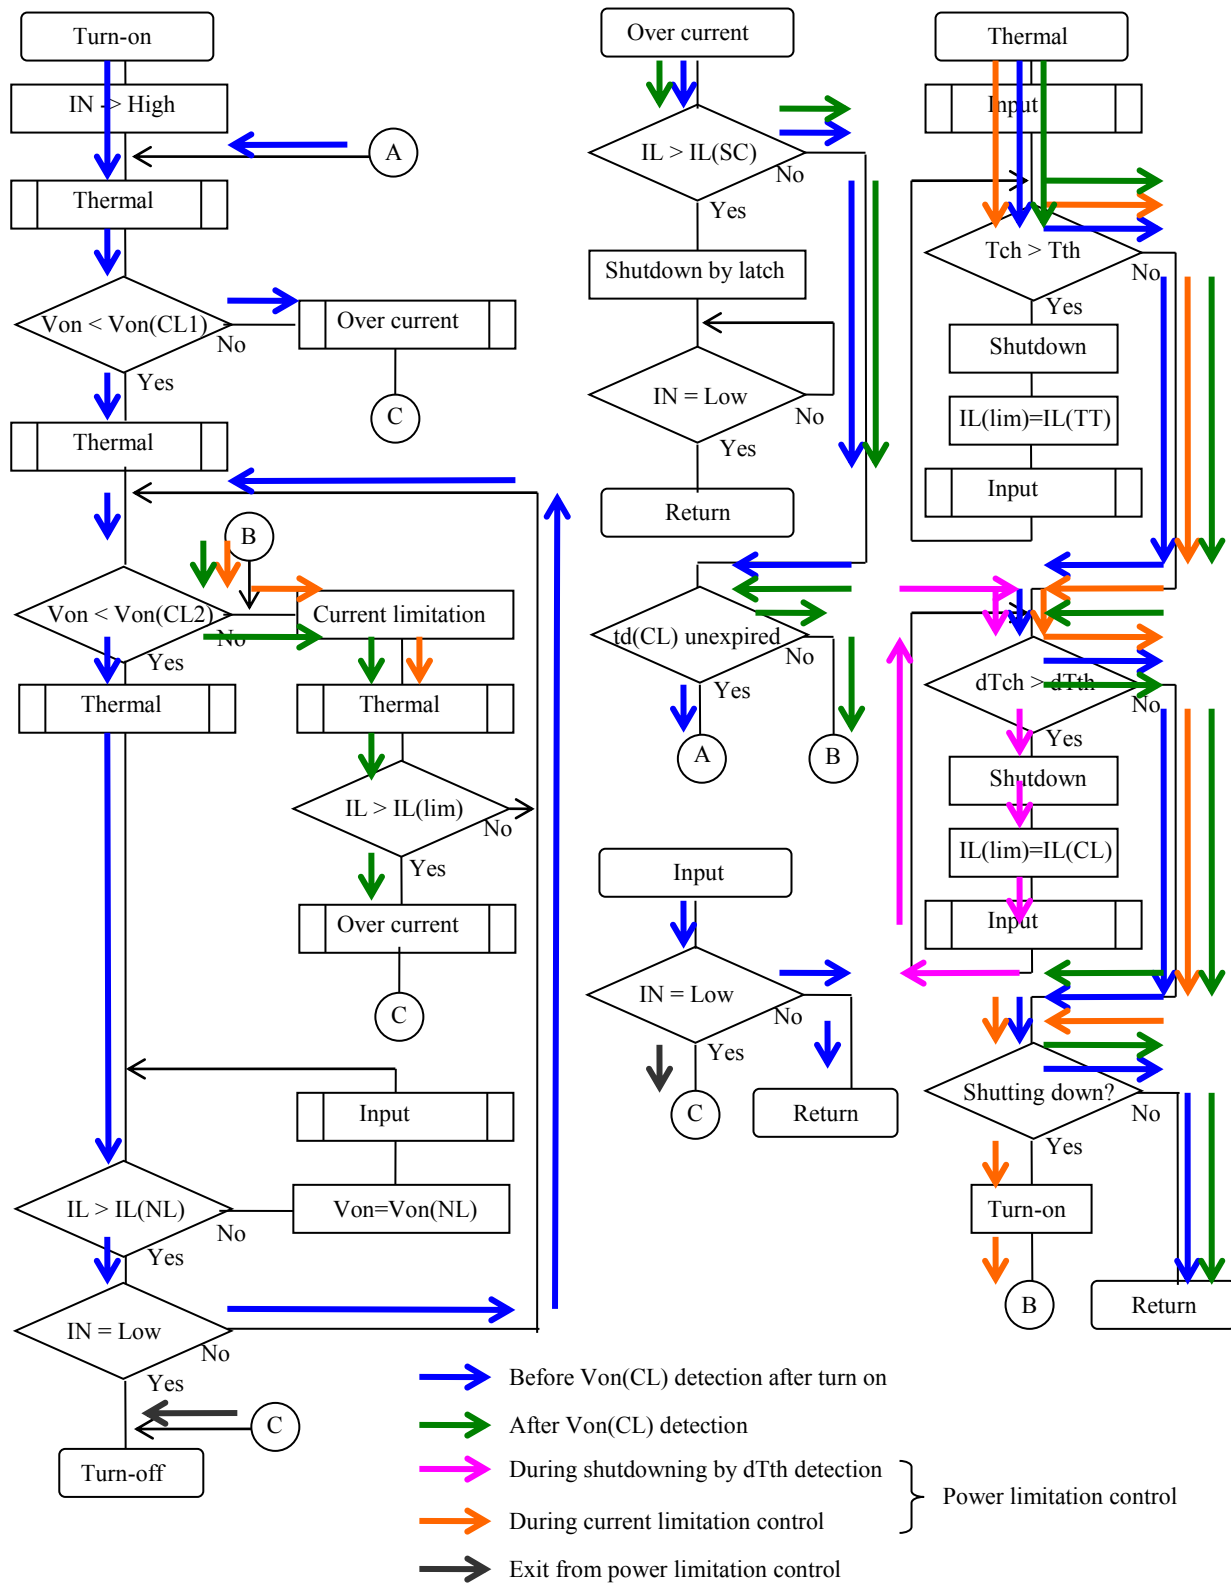 Turn-on
IN -> High
A
Thermal
Von < Von(CL1)
No
Yes
Over current
C
Thermal
B
Von < Von(CL2)
No
Yes
Current limitation
Thermal
Thermal
IL > IL(lim)
No
Yes
Over current
C
Input
Von=Von(NL)
IL > IL(NL)
No
Yes
IN = Low
No
Yes
C
Turn-off
Over current
IL > IL(SC)
No
Yes
Shutdown by latch
IN = Low
No
Yes
Return
td(CL) unexpired
No
Yes
A
B
Input
IN = Low
No
Yes
C
Return
Thermal
Input
Tch > Tth
No
Yes
Shutdown
IL(lim)=IL(TT)
Input
dTch > dTth
No
Yes
Shutdown
IL(lim)=IL(CL)
Input
Shutting down?
No
Yes
Turn-on
B
Return
Before Von(CL) detection after turn on
After Von(CL) detection
During shutdowning by dTth detection
During current limitation control
Power limitation control
Exit from power limitation control